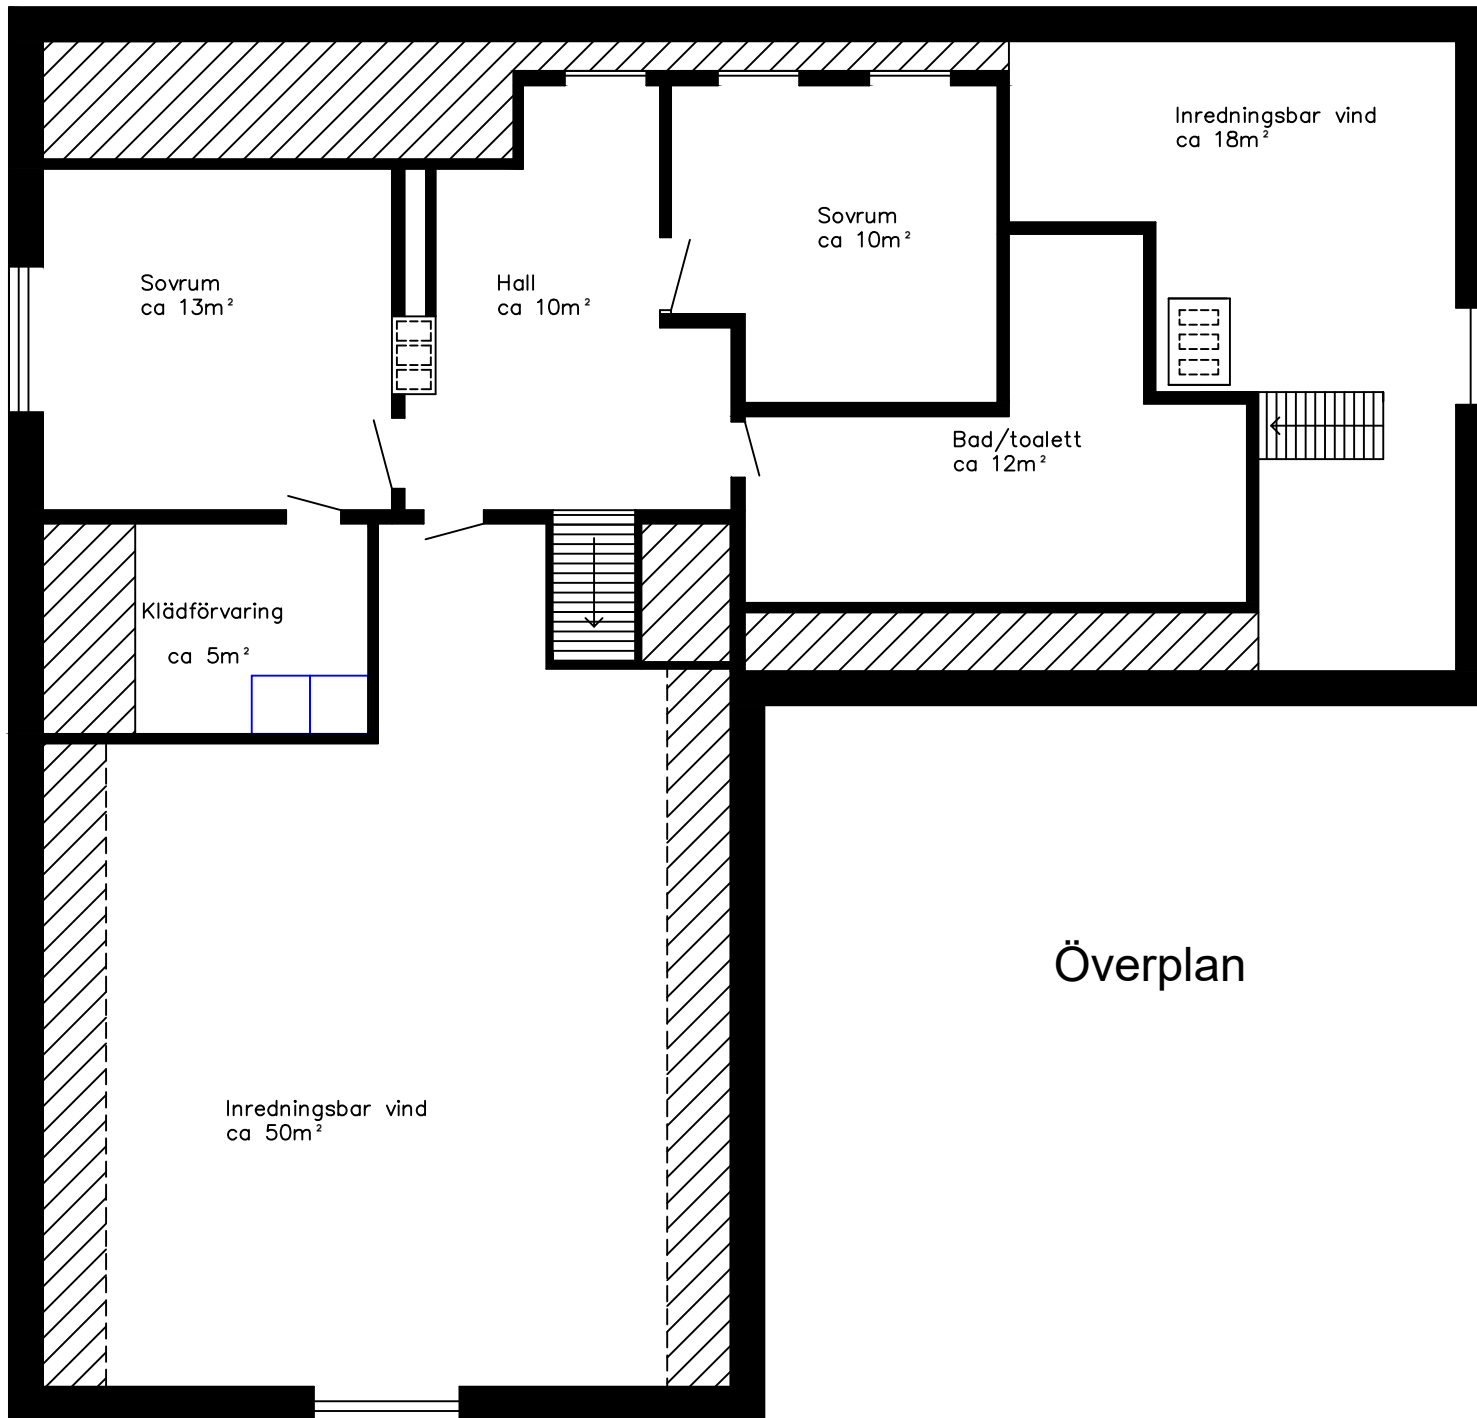 Inredningsbar vind
ca 18m²
Sovrum
ca 10m²
Sovrum
ca 13m²
Hall
ca 10m²
Bad/toalett
ca 12m²
Klädförvaring
ca 5m²
Överplan
Inredningsbar vind
ca 50m²